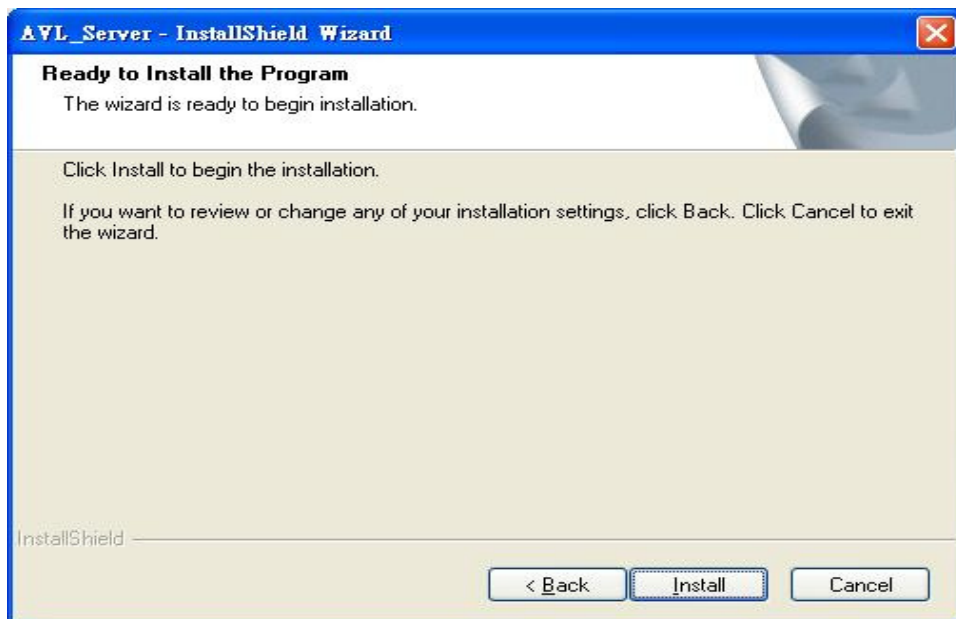 AVL_Server - InstallShield Wizard
Ready to Install the Program
The wizard is ready to begin installation.
Click Install to begin the installation.
If you want to review or change any of your installation settings, click Back. Click Cancel to exit
the wizard.
InstallShield
< Back
Install
Cancel